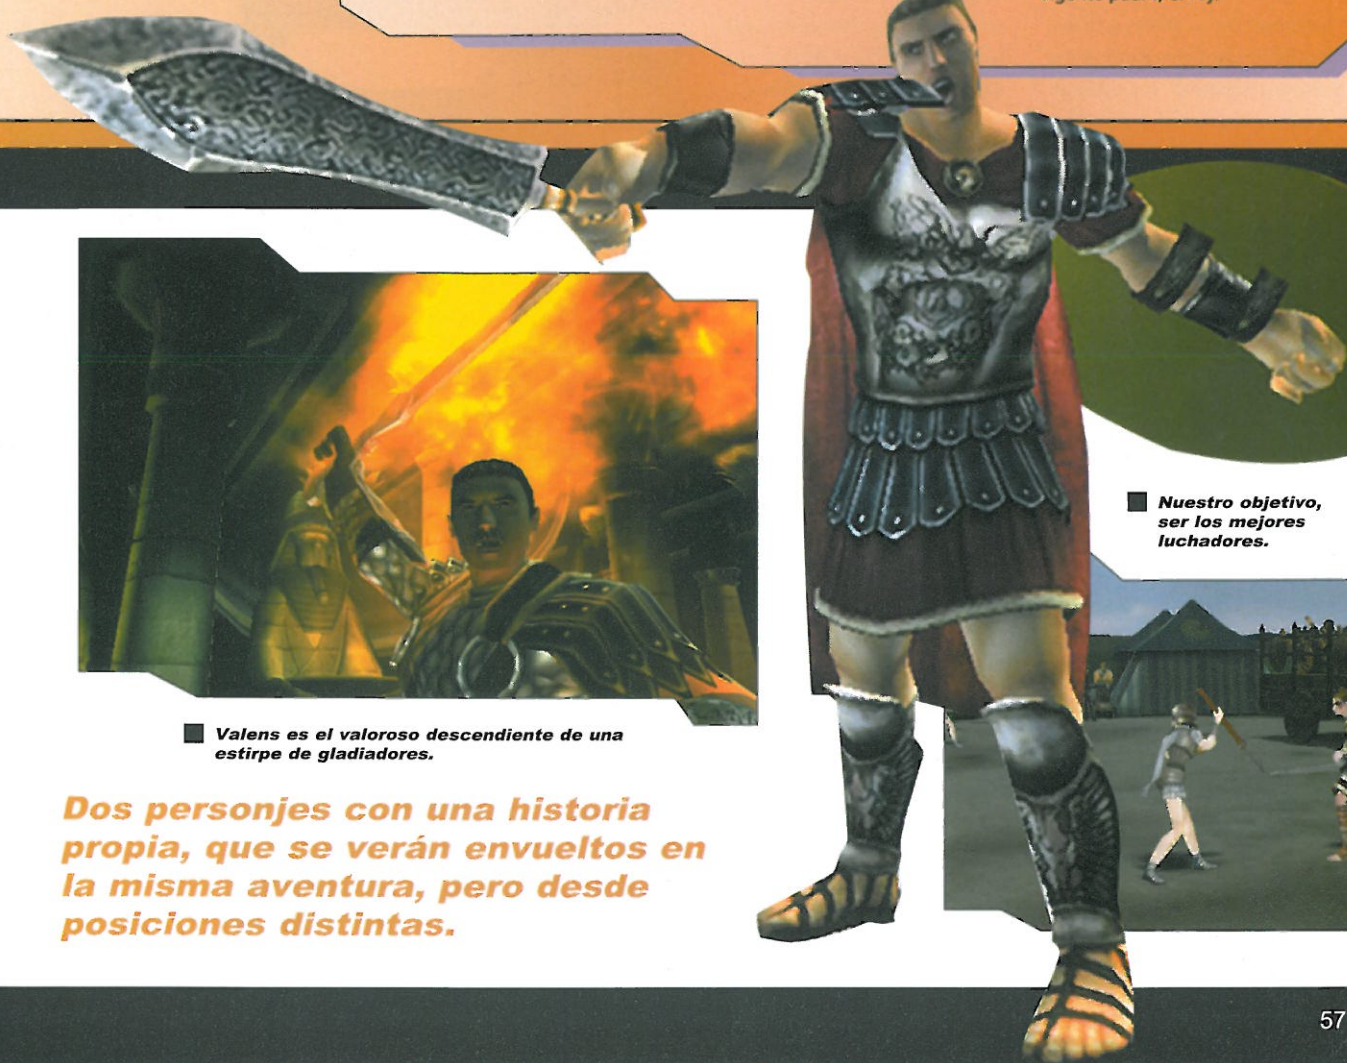 Valens es el valoroso descendiente de una
estirpe de gladiadores.
Dos personjes con una historia
propia, que se verán envueltos en
la misma aventura, pero desde
posiciones distintas.
Nuestro objetivo,
ser los mejores
luchadores.
57